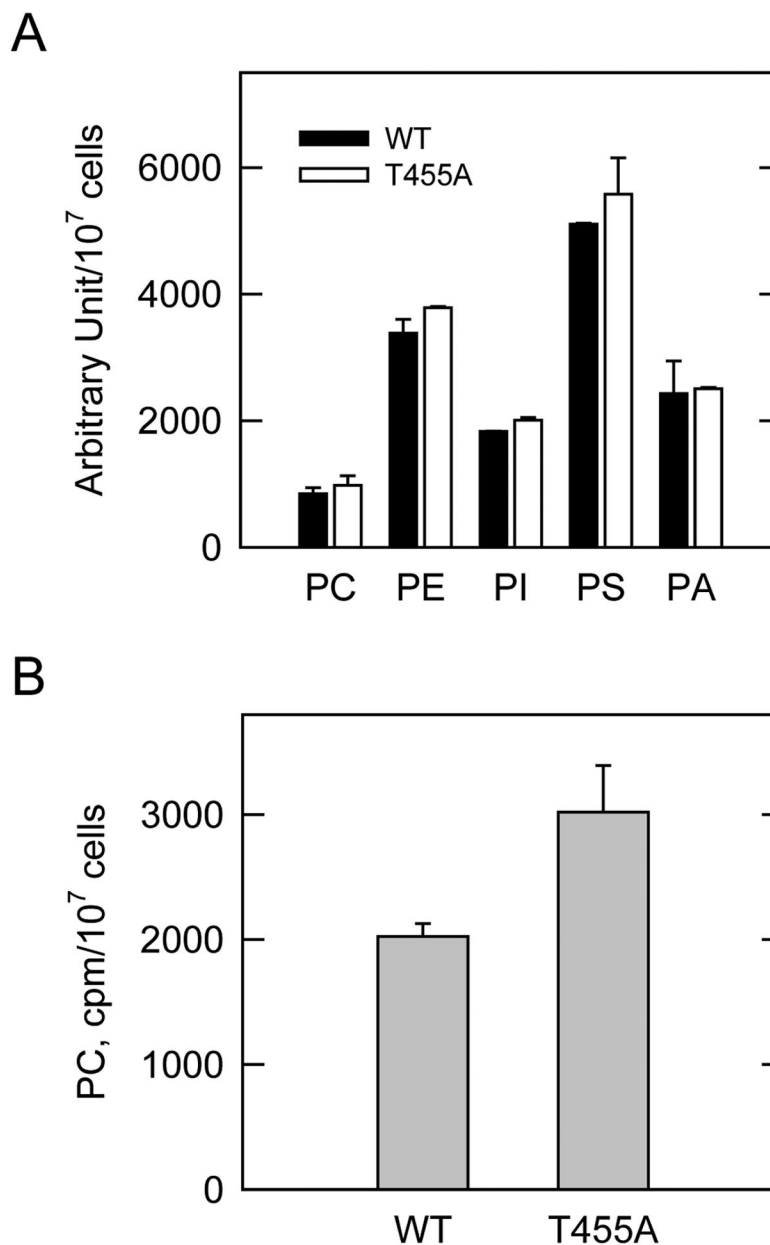 A
Arbitrary Unit/10⁷ cells
6000
4000
2000
0
WT
T455A
PC PE PI PS PA
B
PC, cpm/10⁷ cells
3000
2000
1000
0
WT T455A